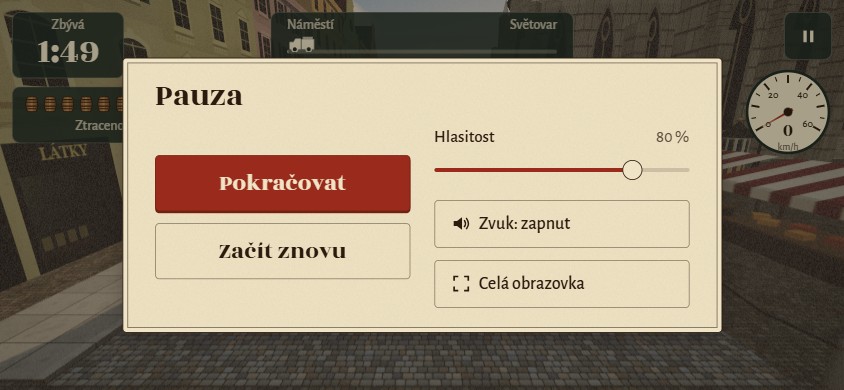 Zbývá
1:49
Náměstí
Světovar
20
40
0
60
0
km/h
Ztraceno
LÁTKY
Pauza
Pokračovat
Začít znovu
Hlasitost
80 %
Zvuk: zapnut
Celá obrazovka